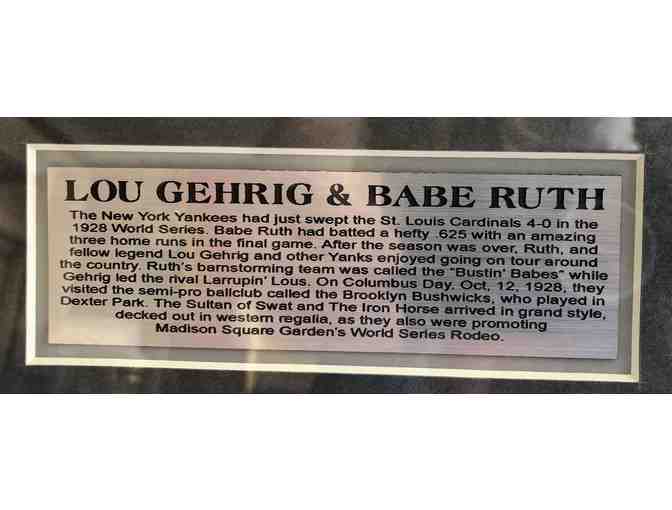 LOU GEHRIG & BABE RUTH
The New York Yankees had just swept the St. Louis Cardinals 4-0 in the
1928 World Series. Babe Ruth had batted a hefty .625 with an amazing
three home runs in the final game. After the season was over, Ruth, and
fellow legend Lou Gehrig and other Yanks enjoyed going on tour around
the country. Ruth's barnstorming team was called the "Bustin' Babes" while
Gehrig led the rival Larrupin' Lous. On Columbus Day, Oct, 12, 1928, they
visited the semi-pro ballclub called the Brooklyn Bushwicks, who played in
Dexter Park. The Sultan of Swat and The Iron Horse arrived in grand style,
decked out in western regalia, as they also were promoting
Madison Square Garden's World Series Rodeo.